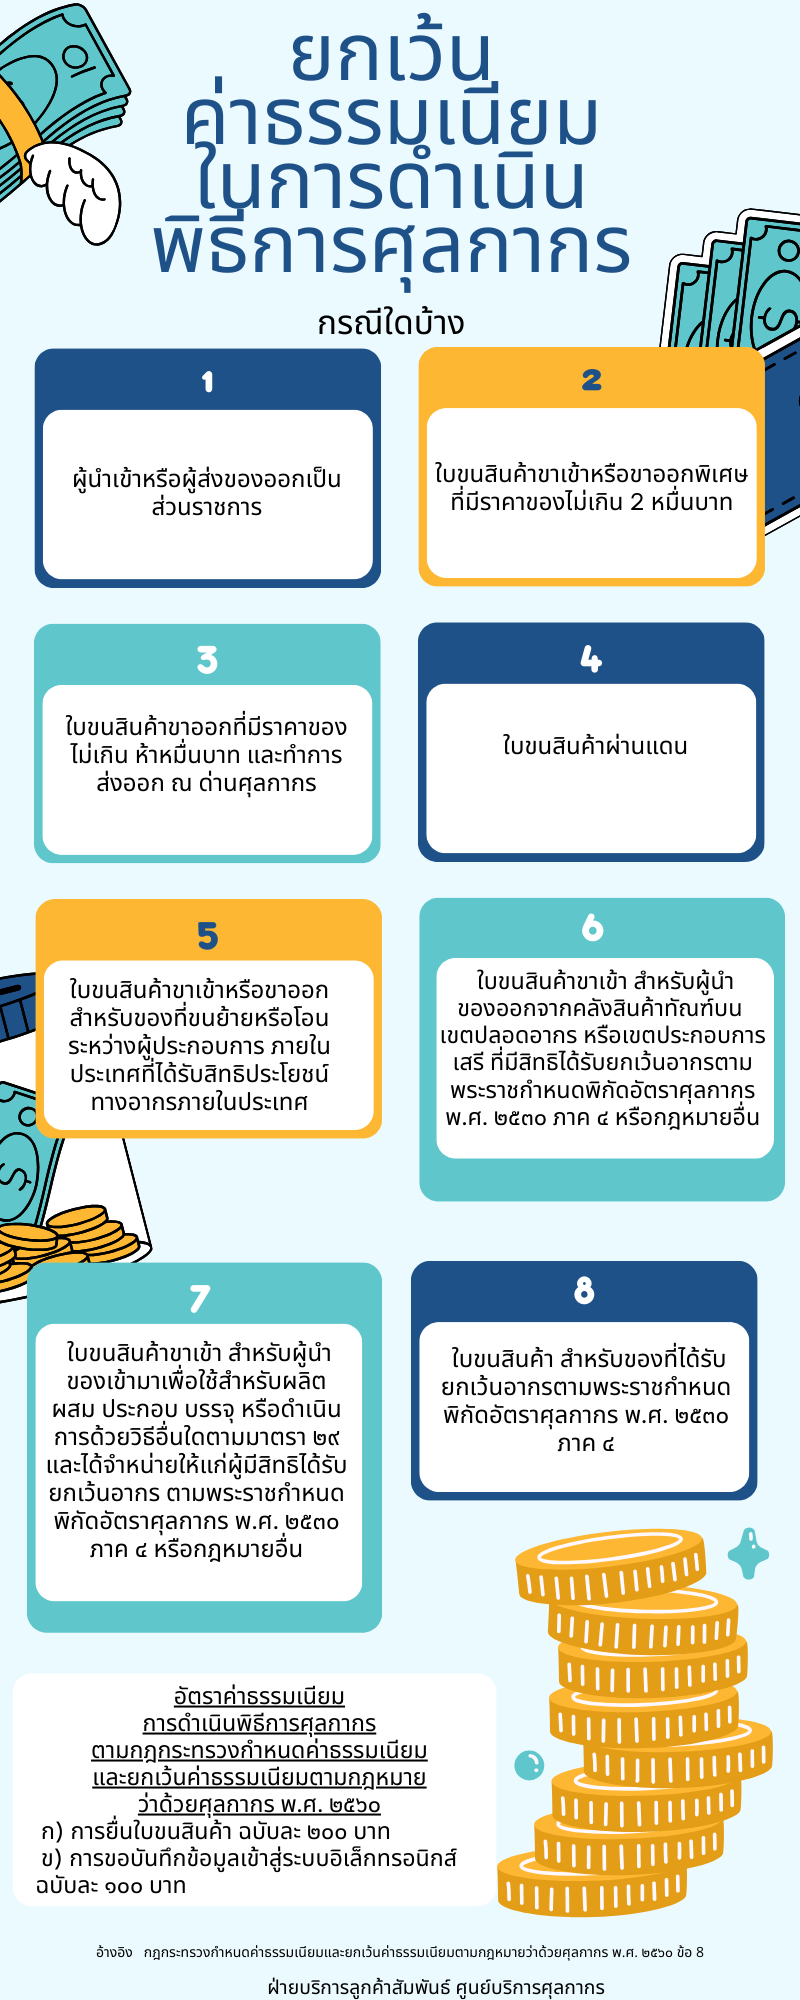 ยกเว้น
ค่าธรรมเนียม
ในการดำเนิน
พิธีการศุลกากร
กรณีใดบ้าง
1
ผู้นำเข้าหรือผู้ส่งของออกเป็น
ส่วนราชการ
2
ใบขนสินค้าขาเข้าหรือขาออกพิเศษ
ที่มีราคาของไม่เกิน 2 หมื่นบาท
3
ใบขนสินค้าขาออกที่มีราคาของ
ไม่เกิน ห้าหมื่นบาท และทำการ
ส่งออก ณ ด่านศุลกากร
4
ใบขนสินค้าผ่านแดน
5
ใบขนสินค้าขาเข้าหรือขาออก
สำหรับของที่ขนย้ายหรือโอน
ระหว่างผู้ประกอบการ ภายใน
ประเทศที่ได้รับสิทธิประโยชน์
ทางอากรภายในประเทศ
6
ใบขนสินค้าขาเข้า สำหรับผู้นำ
ของออกจากคลังสินค้าทัณฑ์บน
เขตปลอดอากร หรือเขตประกอบการ
เสรี ที่มีสิทธิได้รับยกเว้นอากรตาม
พระราชกำหนดพิกัดอัตราศุลกากร
พ.ศ. ๒๕๓๐ ภาค ๔ หรือกฎหมายอื่น
7
ใบขนสินค้าขาเข้า สำหรับผู้นำ
ของเข้ามาเพื่อใช้สำหรับผลิต
ผสม ประกอบ บรรจุ หรือดำเนิน
การด้วยวิธีอื่นใดตามมาตรา ๒๙
และได้จำหน่ายให้แก่ผู้มีสิทธิได้รับ
ยกเว้นอากร ตามพระราชกำหนด
พิกัดอัตราศุลกากร พ.ศ. ๒๕๓๐
ภาค ๔ หรือกฎหมายอื่น
8
ใบขนสินค้า สำหรับของที่ได้รับ
ยกเว้นอากรตามพระราชกำหนด
พิกัดอัตราศุลกากร พ.ศ. ๒๕๓๐
ภาค ๔
อัตราค่าธรรมเนียม
การดำเนินพิธีการศุลกากร
ตามกฎกระทรวงกำหนดค่าธรรมเนียม
และยกเว้นค่าธรรมเนียมตามกฎหมาย
ว่าด้วยศุลกากร พ.ศ. ๒๕๖๐
ก) การยื่นใบขนสินค้า ฉบับละ ๒๐๐ บาท
ข) การขอบันทึกข้อมูลเข้าสู่ระบบอิเล็กทรอนิกส์
ฉบับละ ๑๐๐ บาท
อ้างอิง กฎกระทรวงกำหนดค่าธรรมเนียมและยกเว้นค่าธรรมเนียมตามกฎหมายว่าด้วยศุลกากร พ.ศ. ๒๕๖๐ ข้อ 8
ฝ่ายบริการลูกค้าสัมพันธ์ ศูนย์บริการศุลกากร